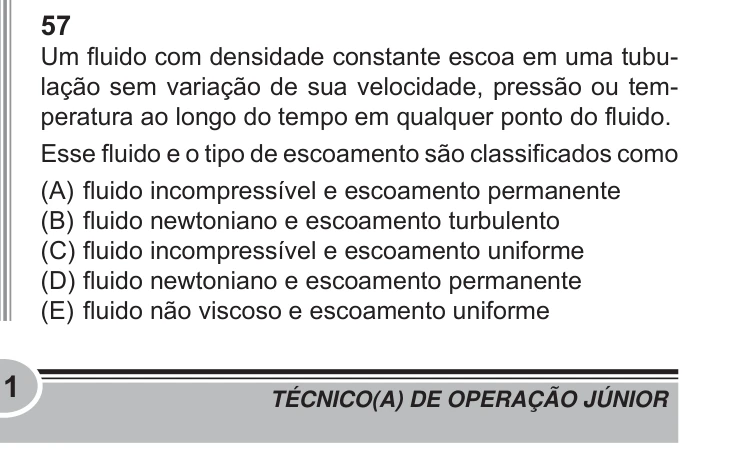 57
Um fluido com densidade constante escoa em uma tubu-
lação sem variação de sua velocidade, pressão ou tem-
peratura ao longo do tempo em qualquer ponto do fluido.
Esse fluido e o tipo de escoamento são classificados como
(A) fluido incompressível e escoamento permanente
(B) fluido newtoniano e escoamento turbulento
(C) fluido incompressível e escoamento uniforme
(D) fluido newtoniano e escoamento permanente
(E) fluido não viscoso e escoamento uniforme
1
TÉCNICO(A) DE OPERAÇÃO JÚNIOR